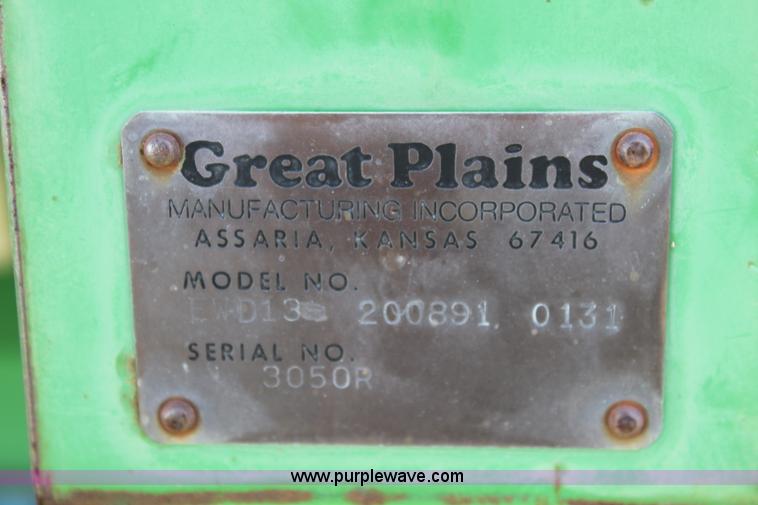 Great Plains
MANUFACTURING INCORPORATED
ASSARIA, KANSAS 67416
MODEL NO.
200891 0131
SERIAL NO.
3050R
www.purplewave.com